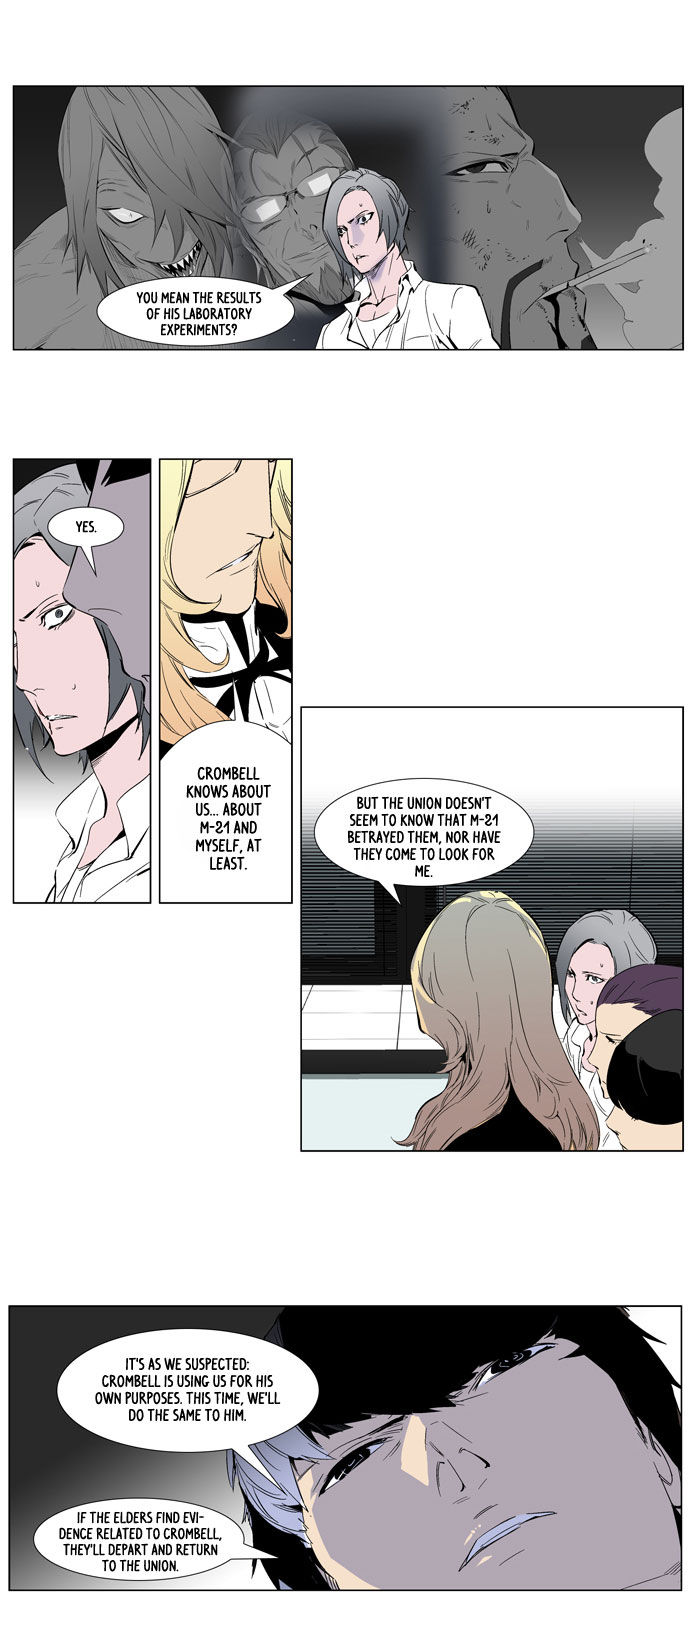 YOU MEAN THE RESULTS
OF HIS LABORATORY
EXPERIMENTS?
YES.
CROMBELL
KNOWS ABOUT
US... ABOUT
M-21 AND
MYSELF, AT
LEAST.
BUT THE UNION DOESN'T
SEEM TO KNOW THAT M-21
BETRAYED THEM, NOR HAVE
THEY COME TO LOOK FOR
ME.
IT'S AS WE SUSPECTED:
CROMBELL IS USING US FOR HIS
OWN PURPOSES. THIS TIME, WE'LL
DO THE SAME TO HIM.
IF THE ELDERS FIND EVI-
DENCE RELATED TO CROMBELL,
THEY'LL DEPART AND RETURN
TO THE UNION.